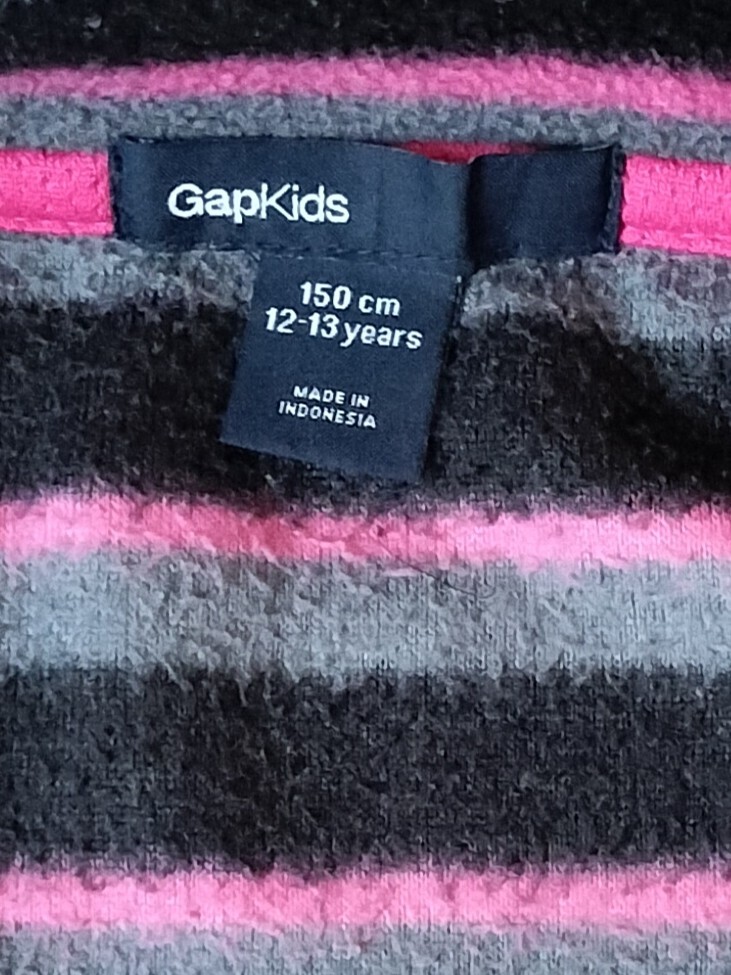 GapKids
150 cm
12-13 years
MADE IN
INDONESIA